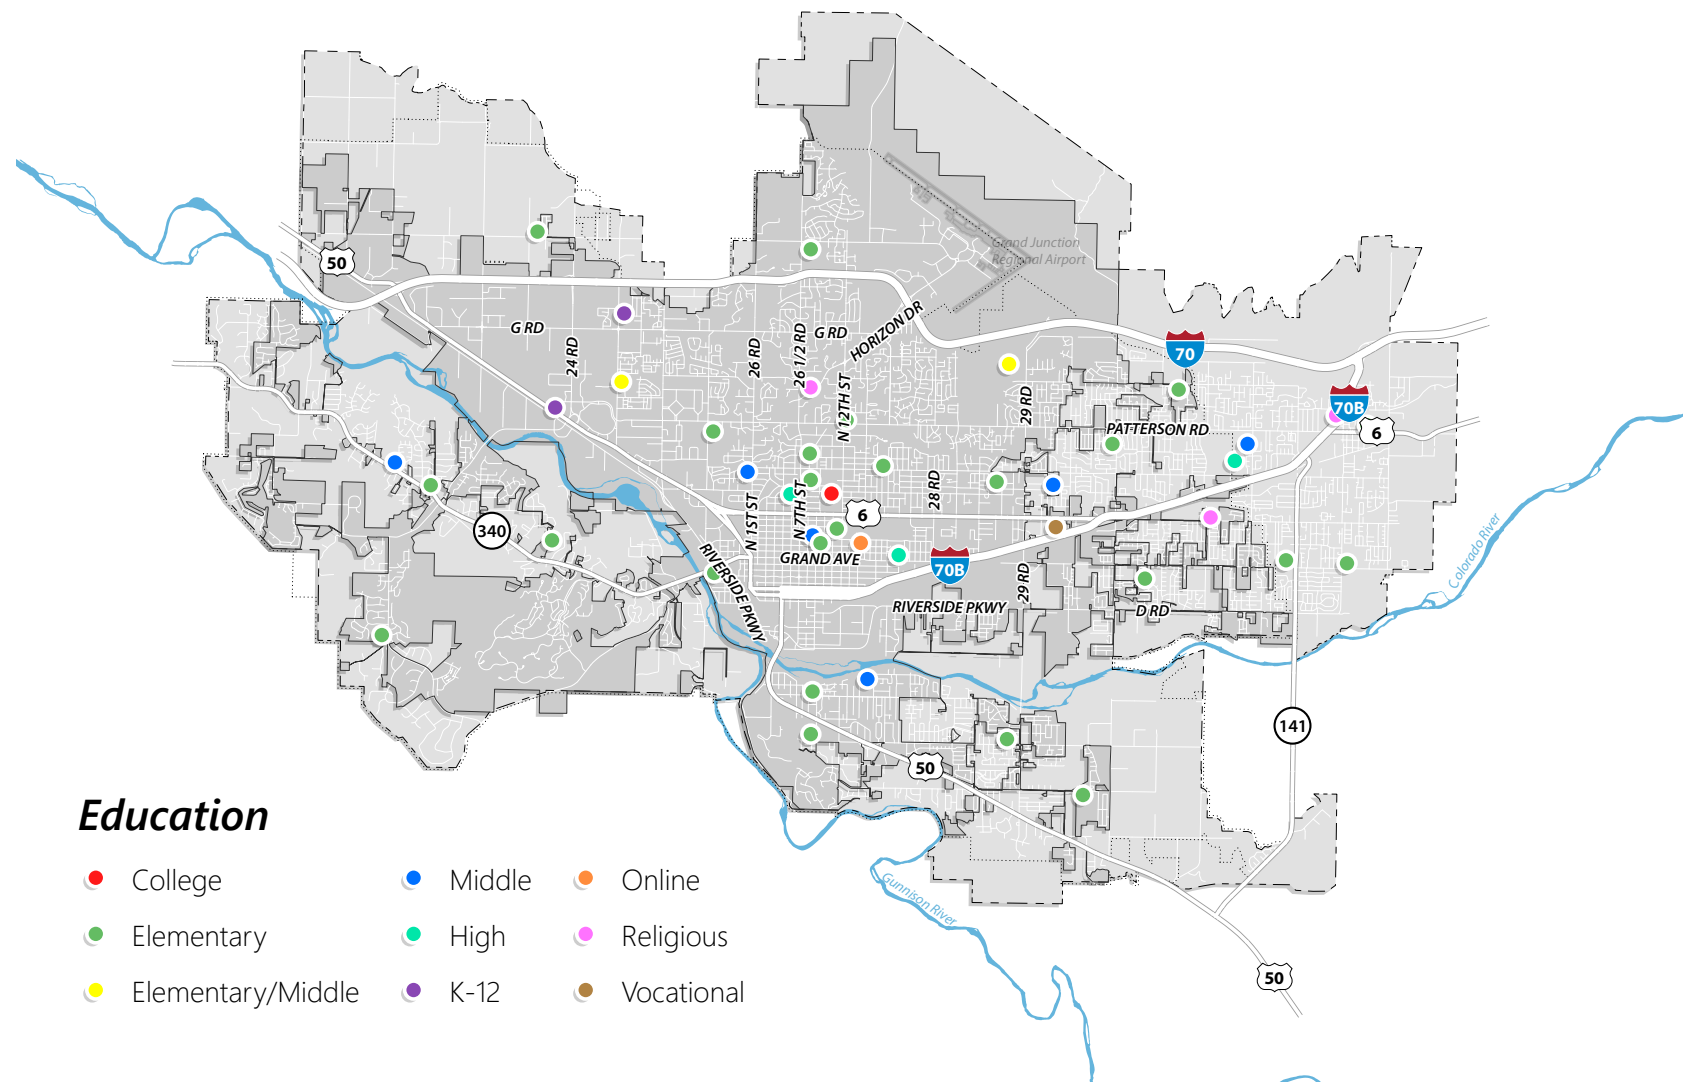 Grand Junction
Regional Airport
50
G RD
24 RD
26 RD
26 1/2 RD
G RD
HORIZON DR
N 12TH ST
29 RD
70
70B
6
PATTERSON RD
28 RD
N 1ST ST
N 7TH ST
6
340
GRAND AVE
70B
RIVERSIDE PKWY
RIVERSIDE PKWY
29 RD
D RD
Colorado River
141
50
Gunnison River
50
Education
College
Middle
Online
Elementary
High
Religious
Elementary/Middle
K-12
Vocational